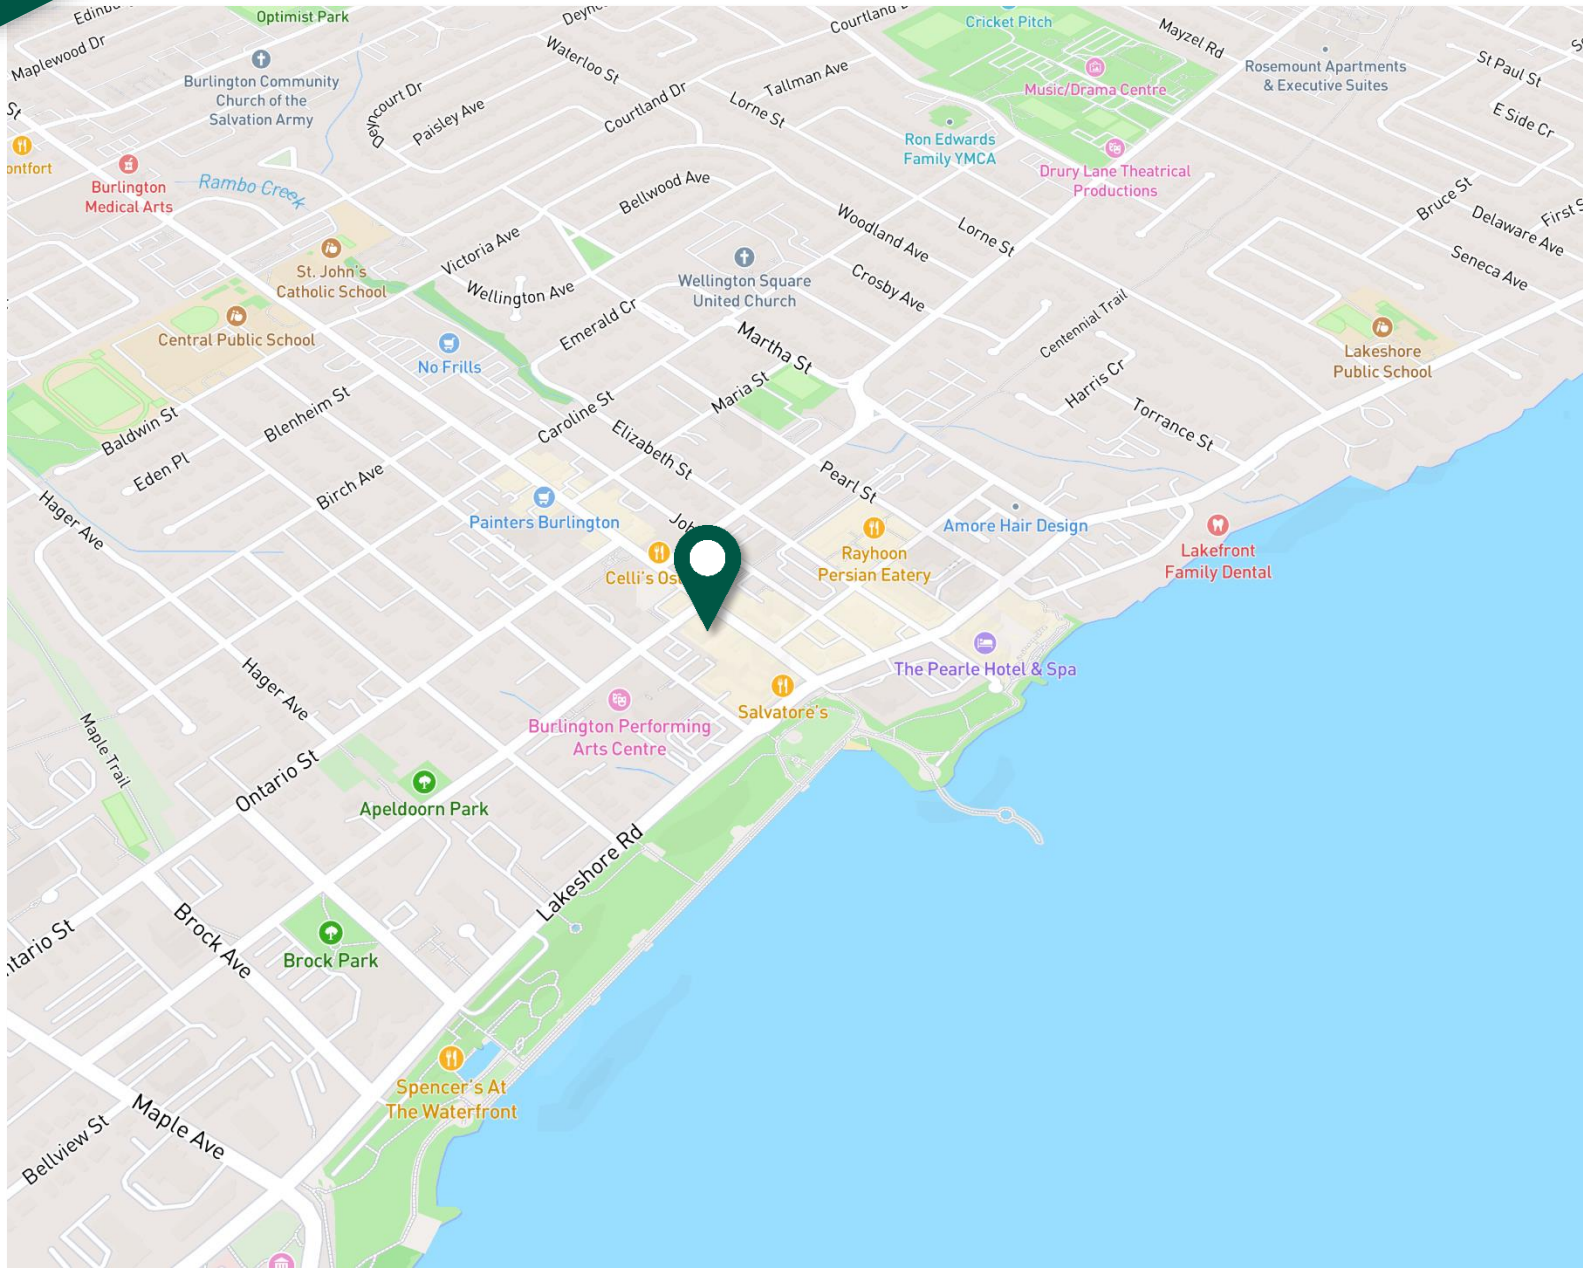 Optimist Park
Maplewood Dr
Burlington Community
Church of the
Salvation Army
Waterloo St
Tallman Ave
Cricket Pitch
Mayzel Rd
Rosemount Apartments
& Executive Suites
St Paul St
E Side Cr
Music/Drama Centre
Deyncourt Dr
Paisley Ave
Courtland Dr
Lorne St
Ron Edwards
Family YMCA
Drury Lane Theatrical
Productions
Burlington
Medical Arts
Rambo Creek
Bellwood Ave
Woodland Ave
Lorne St
Bruce St
Delaware Ave
Seneca Ave
St. John's
Catholic School
Victoria Ave
Wellington Ave
Wellington Square
United Church
Crosby Ave
Central Public School
No Frills
Emerald Cr
Martha St
Centennial Trail
Lakeshore
Public School
Harris Cr
Torrance St
Maria St
Baldwin St
Eden Pl
Blenheim St
Birch Ave
Caroline St
Elizabeth St
Pearl St
Hager Ave
Painters Burlington
Celli's
Rayhoon
Persian Eatery
Amore Hair Design
Lakefront
Family Dental
The Pearle Hotel & Spa
Salvatore's
Burlington Performing
Arts Centre
Hager Ave
Maple Trail
Ontario St
Apeldoorn Park
Lakeshore Rd
Brock Ave
Brock Park
Spencer's At
The Waterfront
Maple Ave
Bellview St